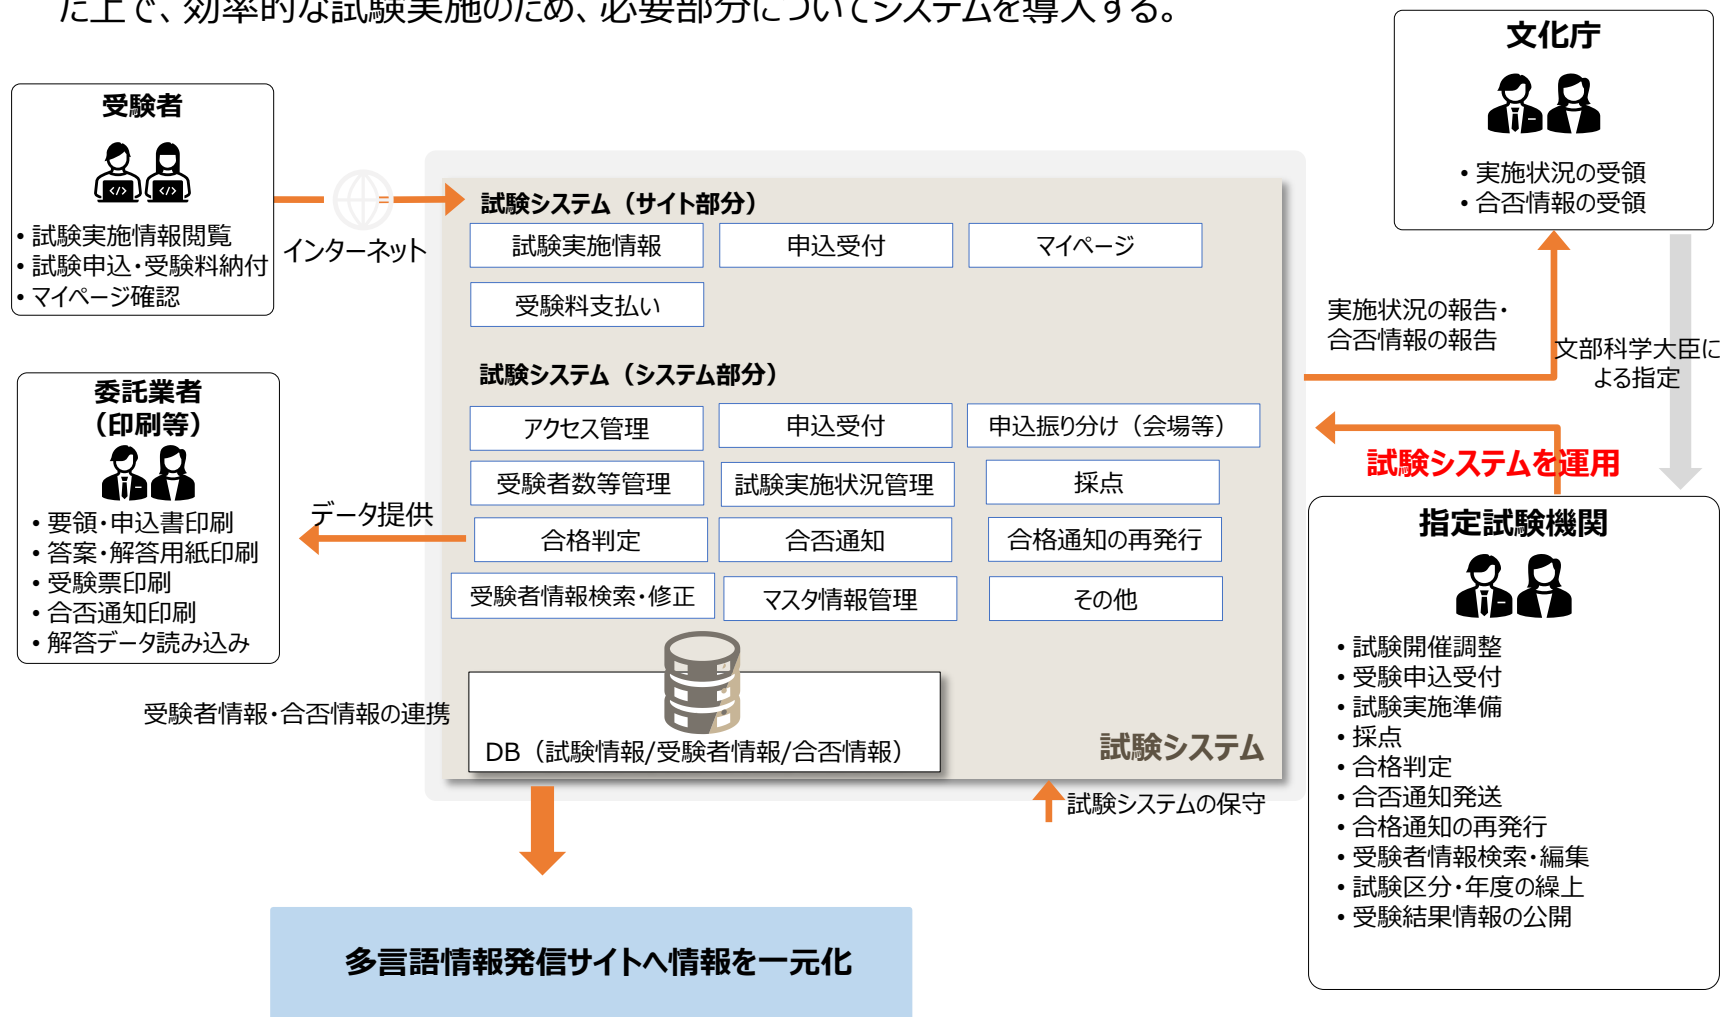 た上で、効率的な試験実施のため、必要部分についてシステムを導入する。
受験者
• 試験実施情報閲覧
• 試験申込・受験料納付
• マイページ確認
インターネット
委託業者
（印刷等）
• 要領・申込書印刷
• 答案・解答用紙印刷
• 受験票印刷
• 合否通知印刷
• 解答データ読み込み
データ提供
試験システム（サイト部分）
試験実施情報
申込受付
マイページ
受験料支払い
試験システム（システム部分）
アクセス管理
申込受付
申込振り分け（会場等）
受験者数等管理
試験実施状況管理
採点
合格判定
合否通知
合格通知の再発行
受験者情報検索・修正
マスタ情報管理
その他
DB（試験情報/受験者情報/合否情報）
試験システム
受験者情報・合否情報の連携
試験システムの保守
多言語情報発信サイトへ情報を一元化
文化庁
• 実施状況の受領
• 合否情報の受領
実施状況の報告・
合否情報の報告
文部科学大臣に
よる指定
試験システムを運用
指定試験機関
• 試験開催調整
• 受験申込受付
• 試験実施準備
• 採点
• 合格判定
• 合否通知発送
• 合格通知の再発行
• 受験者情報検索・編集
• 試験区分・年度の繰上
• 受験結果情報の公開